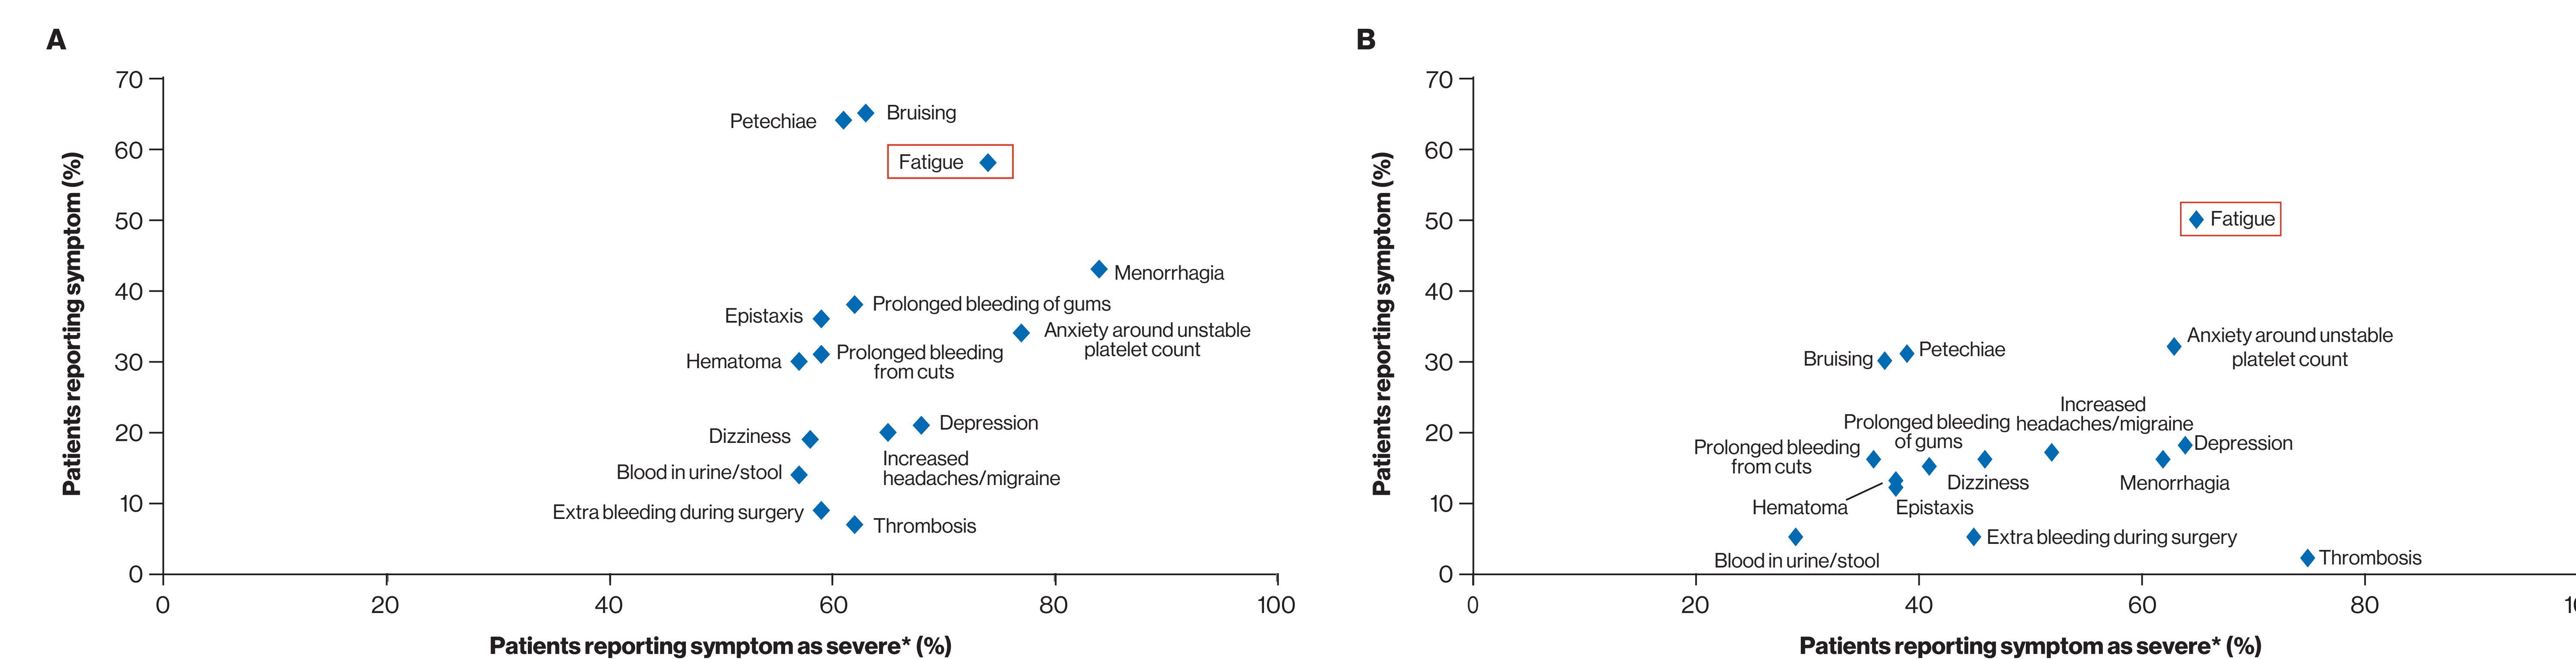 A
70
60
50
40
30
20
10
0
Patients reporting symptom (%)
Petechiae
Bruising
Fatigue
Menorrhagia
Prolonged bleeding of gums
Epistaxis
Anxiety around unstable
platelet count
Hematoma
Prolonged bleeding
from cuts
Depression
Dizziness
Increased
headaches/migraine
Blood in urine/stool
Extra bleeding during surgery
Thrombosis
0 20 40 60 80 100
Patients reporting symptom as severe* (%)
B
70
60
50
40
30
20
10
0
Patients reporting symptom (%)
Fatigue
Anxiety around unstable
platelet count
Bruising
Petechiae
Increased
headaches/migraine
Prolonged bleeding
of gums
Prolonged bleeding
from cuts
Depression
Dizziness
Menorrhagia
Hematoma
Epistaxis
Extra bleeding during surgery
Blood in urine/stool
Thrombosis
0 20 40 60 80
Patients reporting symptom as severe* (%)